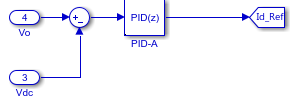 4
Vo
+
-
PID(z)
PID-A
Id_Ref
3
Vdc